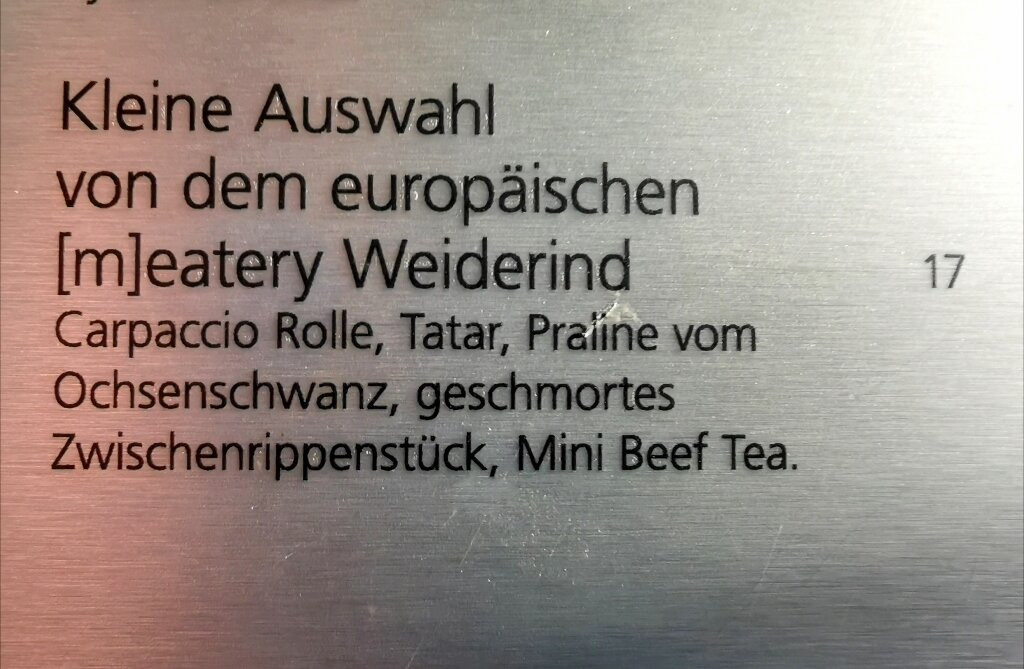 Kleine Auswahl
von dem europäischen
[m]eatery Weiderind 17
Carpaccio Rolle, Tatar, Praline vom
Ochsenschwanz, geschmortes
Zwischenrippenstück, Mini Beef Tea.